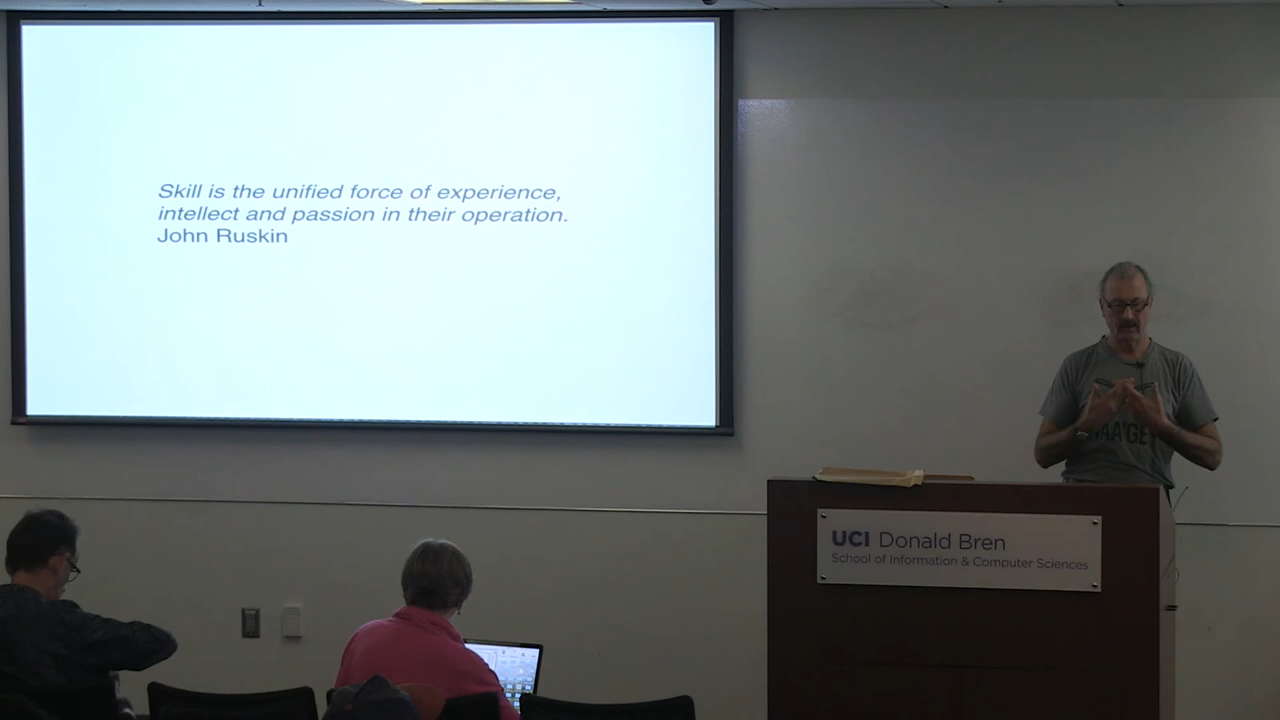 Skill is the unified force of experience,
intellect and passion in their operation.
John Ruskin
UCI Donald Bren
School of Information & Computer Sciences